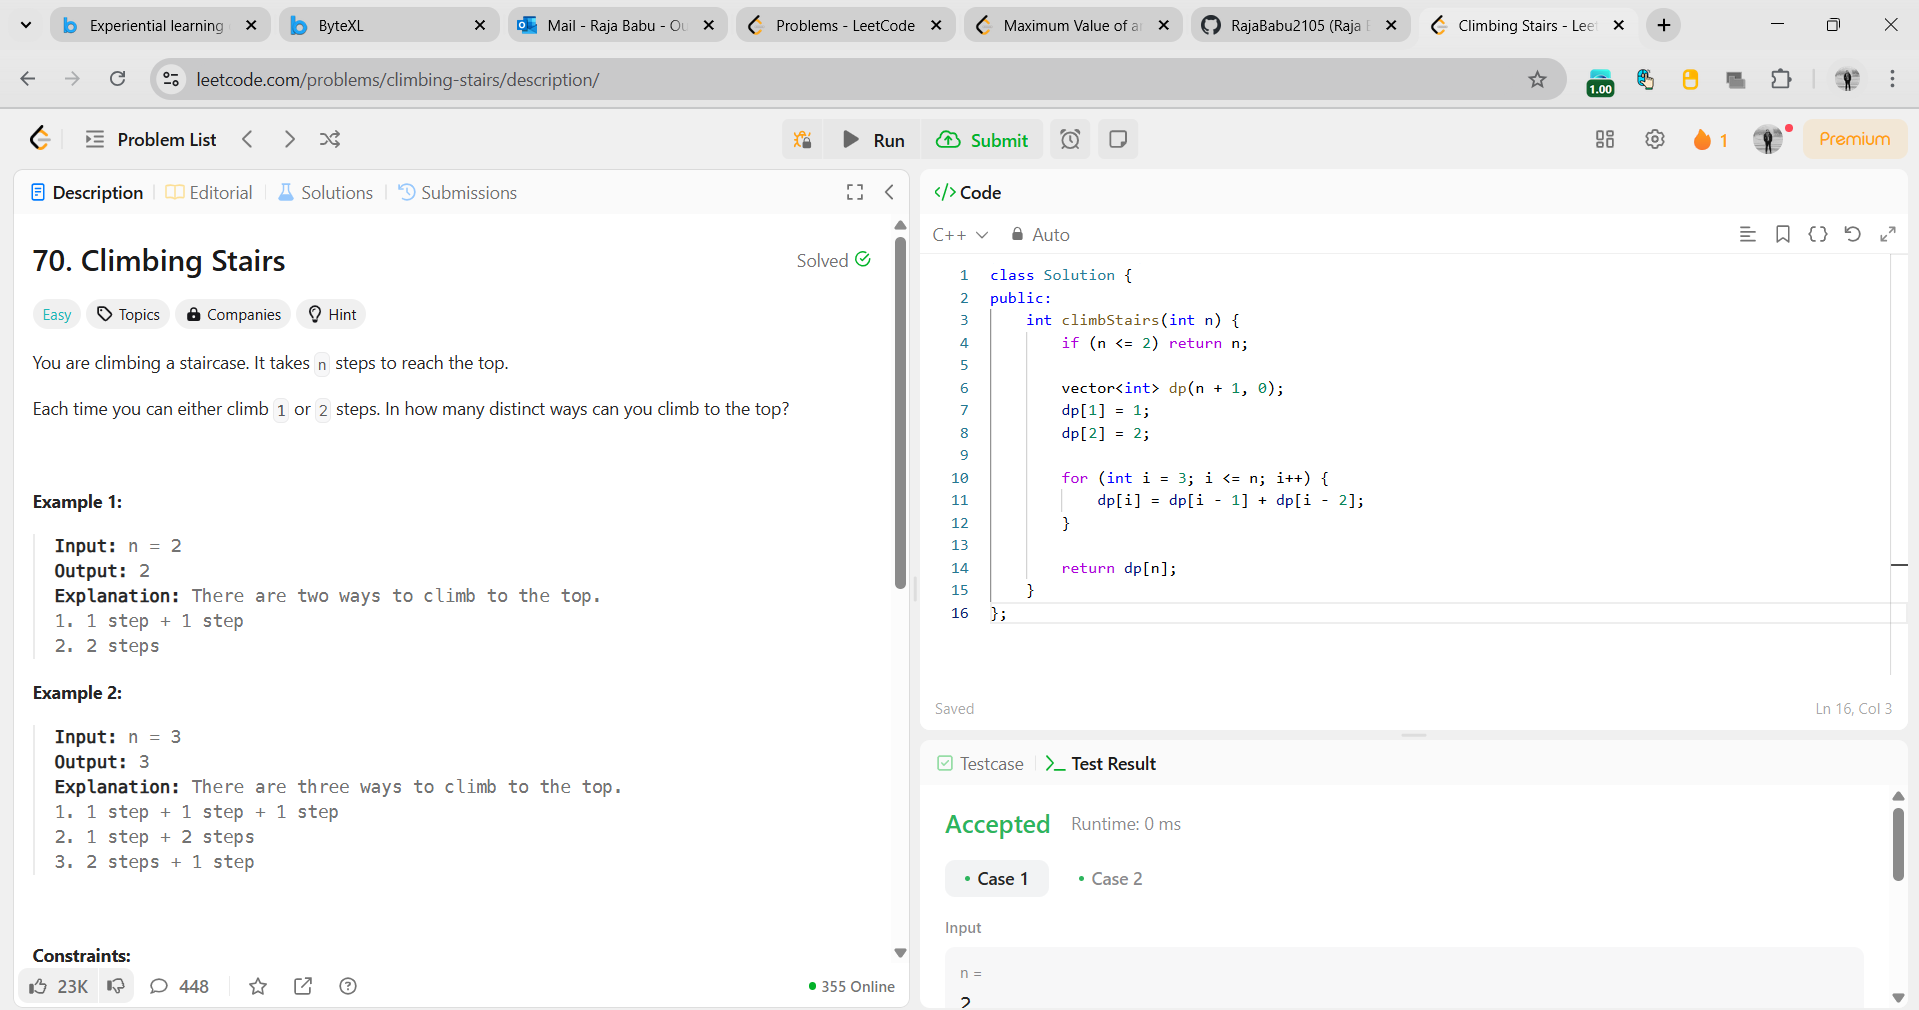 Experiential learning
ByteXL
Mail - Raja Babu - Ou
Problems - LeetCode
Maximum Value of a
RajaBabu2105 (Raja B
Climbing Stairs - Leet
leetcode.com/problems/climbing-stairs/description/
1.00
Problem List
Run
Submit
1
Premium
Description
Editorial
Solutions
Submissions
70. Climbing Stairs
Solved
Easy
Topics
Companies
Hint
You are climbing a staircase. It takes n steps to reach the top.
Each time you can either climb 1 or 2 steps. In how many distinct ways can you climb to the top?
Example 1:
Input: n = 2
Output: 2
Explanation: There are two ways to climb to the top.
1. 1 step + 1 step
2. 2 steps
Example 2:
Input: n = 3
Output: 3
Explanation: There are three ways to climb to the top.
1. 1 step + 1 step + 1 step
2. 1 step + 2 steps
3. 2 steps + 1 step
Constraints:
23K
448
355 Online
</> Code
C++
Auto
1 class Solution {
2 public:
3     int climbStairs(int n) {
4         if (n <= 2) return n;
5
6         vector<int> dp(n + 1, 0);
7         dp[1] = 1;
8         dp[2] = 2;
9
10         for (int i = 3; i <= n; i++) {
11             dp[i] = dp[i - 1] + dp[i - 2];
12         }
13
14         return dp[n];
15     }
16 };
Saved
Ln 16, Col 3
Testcase
Test Result
Accepted
Runtime: 0 ms
Case 1
Case 2
Input
n =
2